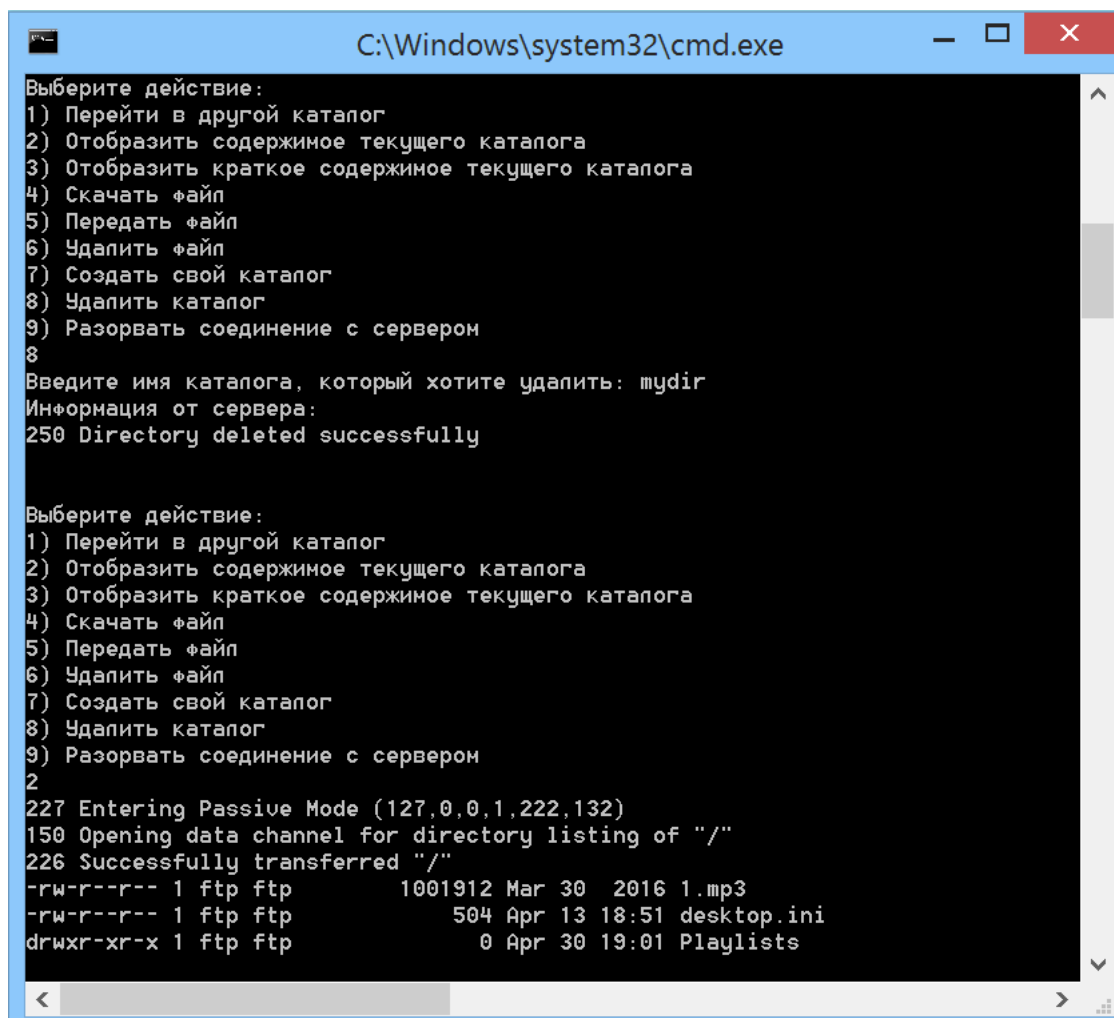 C:\Windows\system32\cmd.exe
Выберите действие:
1) Перейти в другой каталог
2) Отобразить содержимое текущего каталога
3) Отобразить краткое содержимое текущего каталога
4) Скачать файл
5) Передать файл
6) Удалить файл
7) Создать свой каталог
8) Удалить каталог
9) Разорвать соединение с сервером
8
Введите имя каталога, который хотите удалить: mydir
Информация от сервера:
250 Directory deleted successfully
Выберите действие:
1) Перейти в другой каталог
2) Отобразить содержимое текущего каталога
3) Отобразить краткое содержимое текущего каталога
4) Скачать файл
5) Передать файл
6) Удалить файл
7) Создать свой каталог
8) Удалить каталог
9) Разорвать соединение с сервером
2
227 Entering Passive Mode (127,0,0,1,222,132)
150 Opening data channel for directory listing of "/"
226 Successfully transferred "/"
-rw-r--r-- 1 ftp ftp        1001912 Mar 30  2016 1.mp3
-rw-r--r-- 1 ftp ftp            504 Apr 13 18:51 desktop.ini
drwxr-xr-x 1 ftp ftp              0 Apr 30 19:01 Playlists